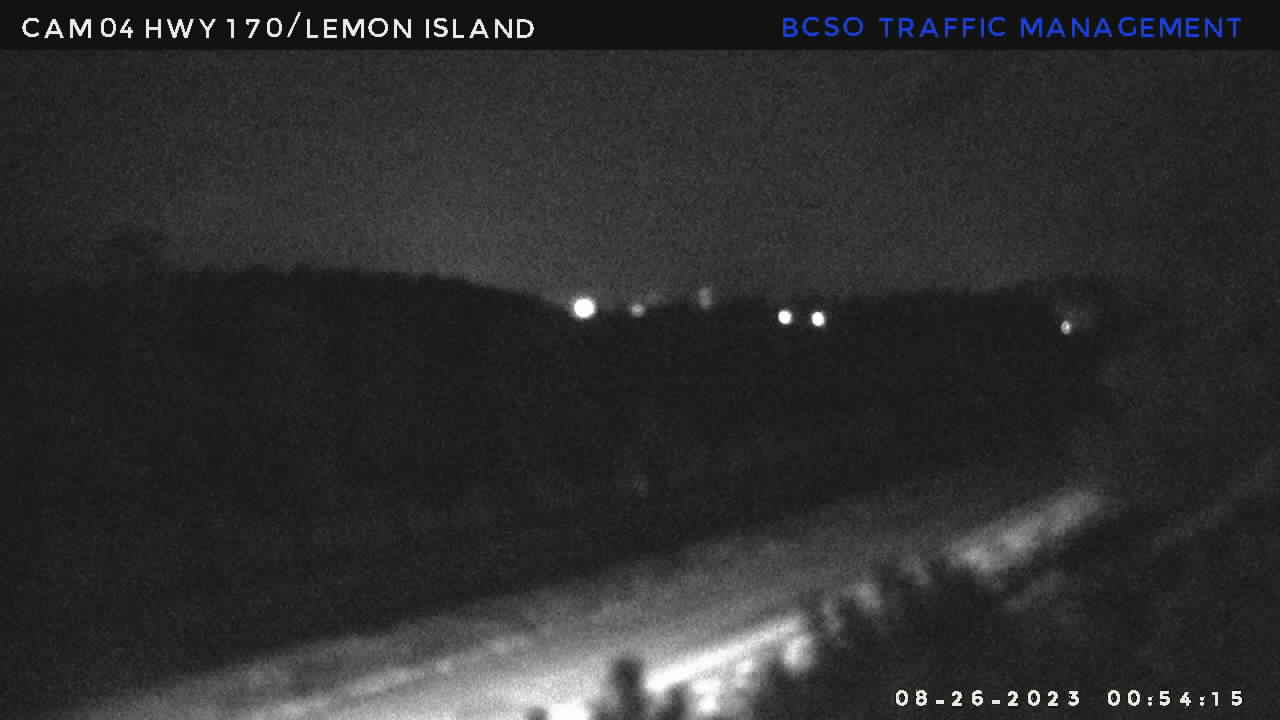 CAM04 HWY 170/LEMON ISLAND
BCSO TRAFFIC MANAGEMENT
08-26-2023 00:54:15